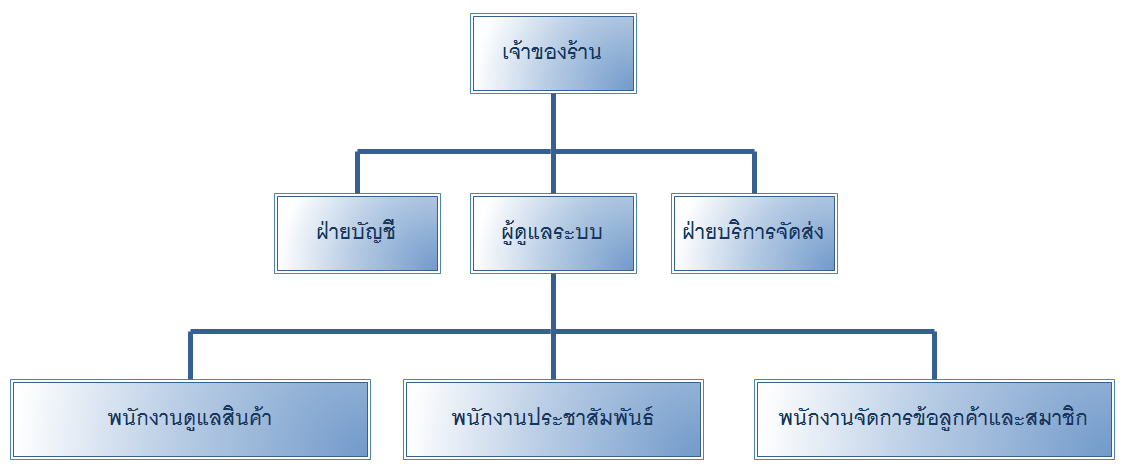 เจ้าของร้าน
ฝ่ายบัญชี
ผู้ดูแลระบบ
ฝ่ายบริการจัดส่ง
พนักงานดูแลสินค้า
พนักงานประชาสัมพันธ์
พนักงานจัดการข้อลูกค้าและสมาชิก